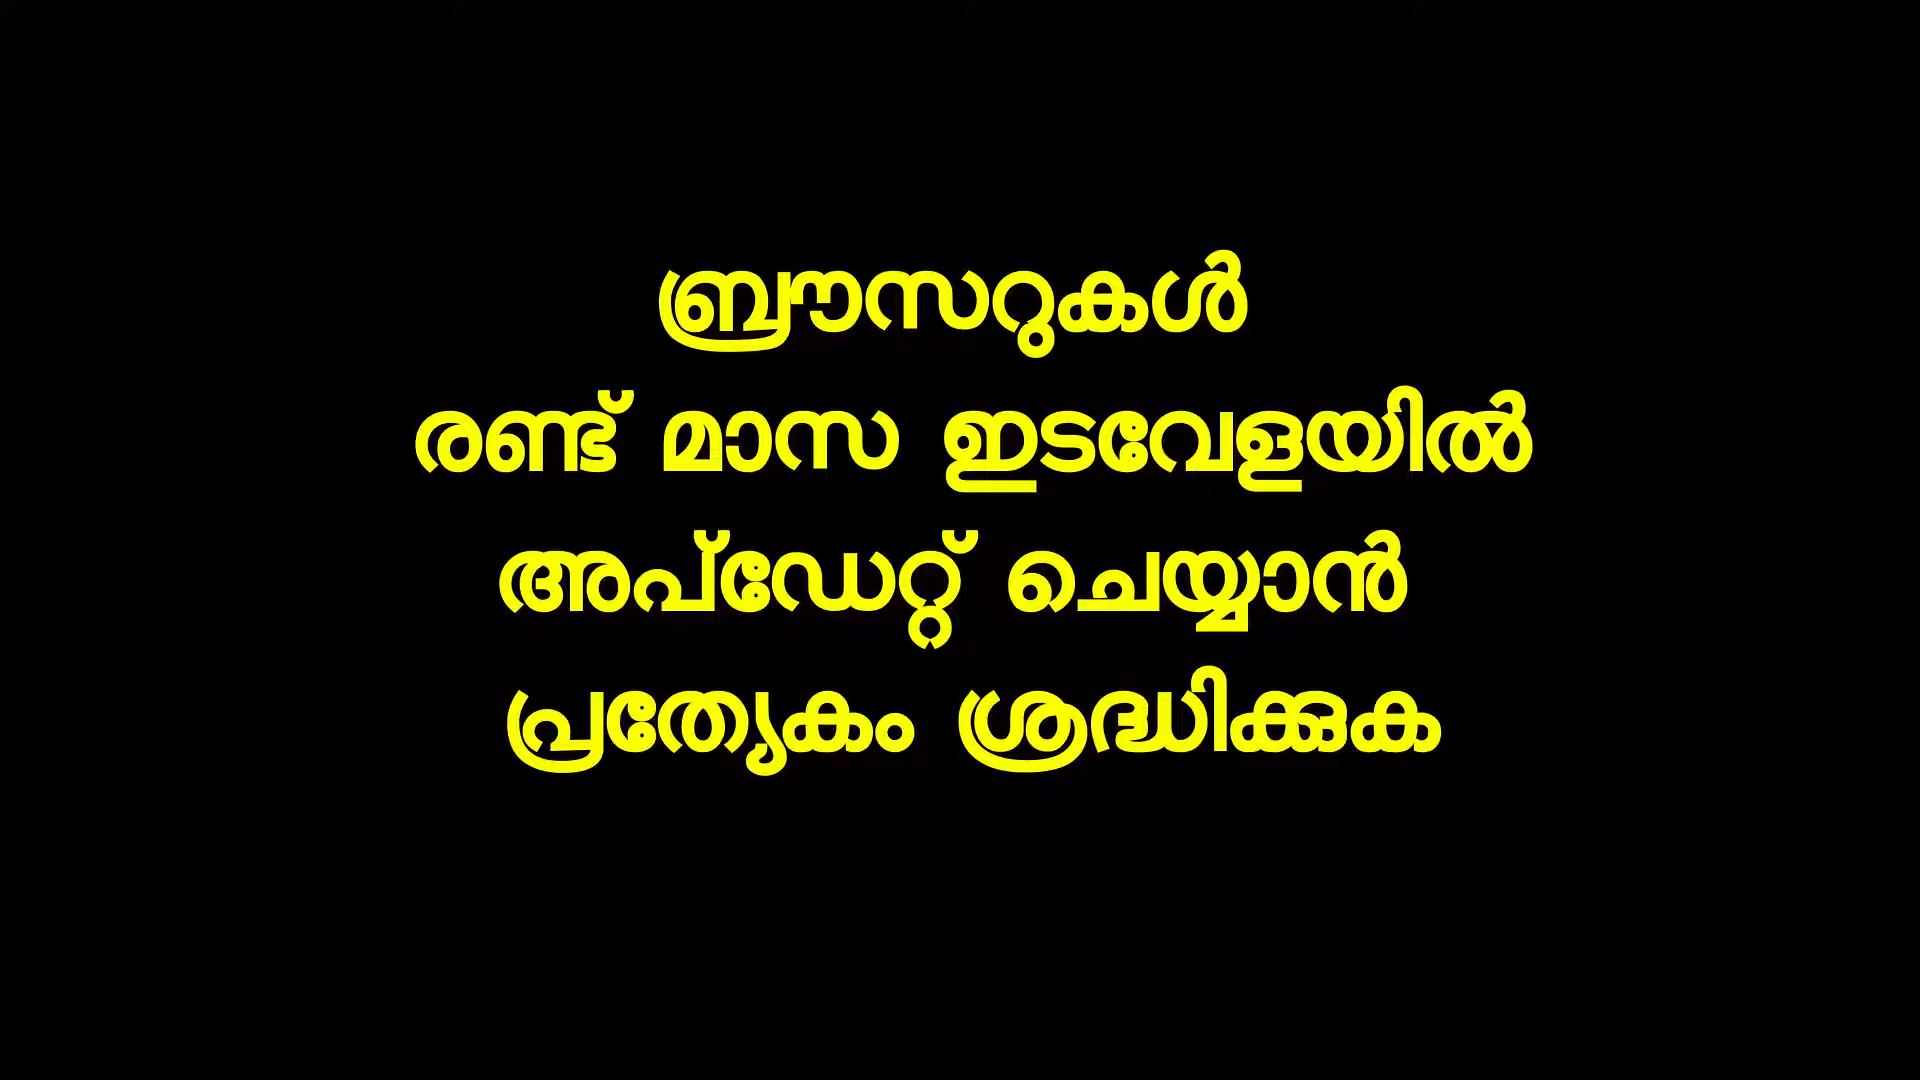 ബ്രൗസറുകൾ
രണ്ട് മാസ ഇടവേളയിൽ
അപ്ഡേറ്റ് ചെയ്യാൻ
പ്രത്യേകം ശ്രദ്ധിക്കുക